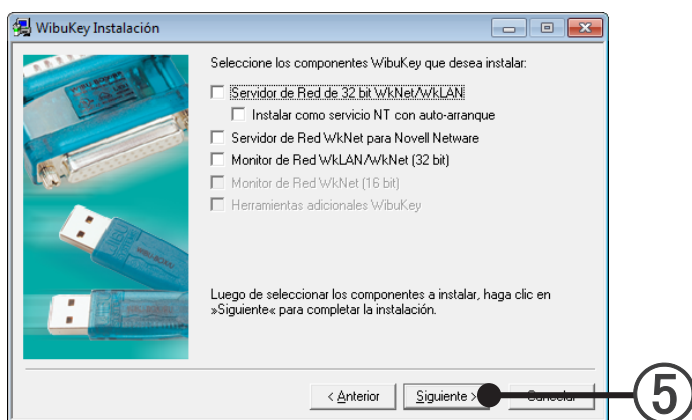 WibuKey Instalación
Seleccione los componentes WibuKey que desea instalar:
Servidor de Red de 32 bit WkNet/WkLAN
Instalar como servicio NT con auto-arranque
Servidor de Red WkNet para Novell Netware
Monitor de Red WkLAN/WkNet (32 bit)
Monitor de Red WkNet (16 bit)
Herramientas adicionales WibuKey
Luego de seleccionar los componentes a instalar, haga clic en
»Siguiente« para completar la instalación.
< Anterior Siguiente > Cancelar
5